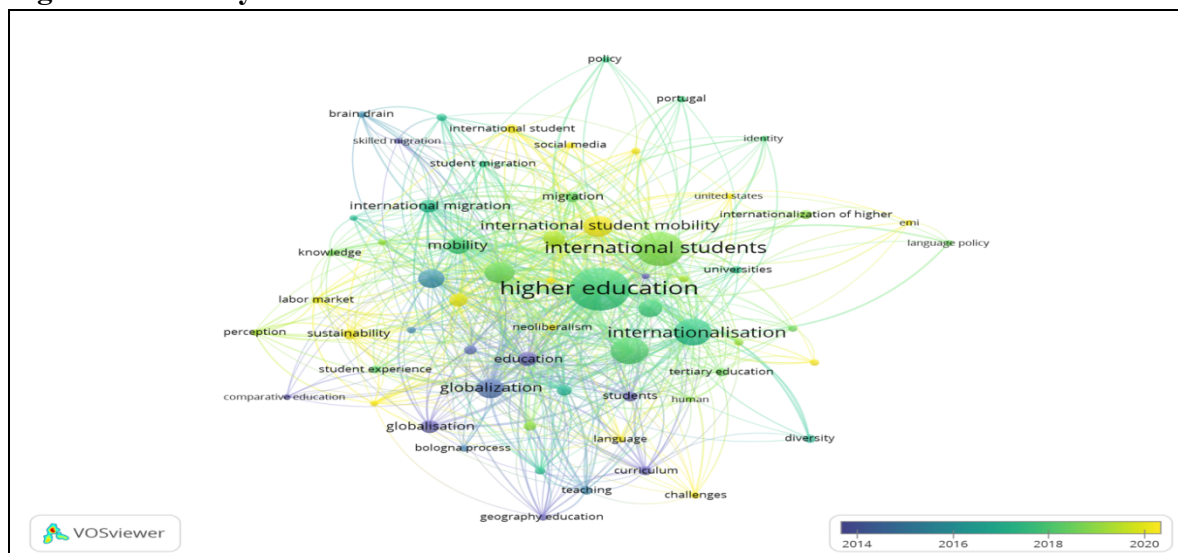 policy
portugal
brain drain
international student
skilled migration
social media
identity
student migration
migration
united states
international migration
internationalization of higher
international student mobility
emi
mobility
international students
language policy
knowledge
universities
higher education
labor market
perception
sustainability
neoliberalism
internationalisation
education
student experience
tertiary education
globalization
comparative education
students
human
globalisation
language
diversity
bologna process
curriculum
teaching
challenges
geography education
VOSviewer
2014
2016
2018
2020